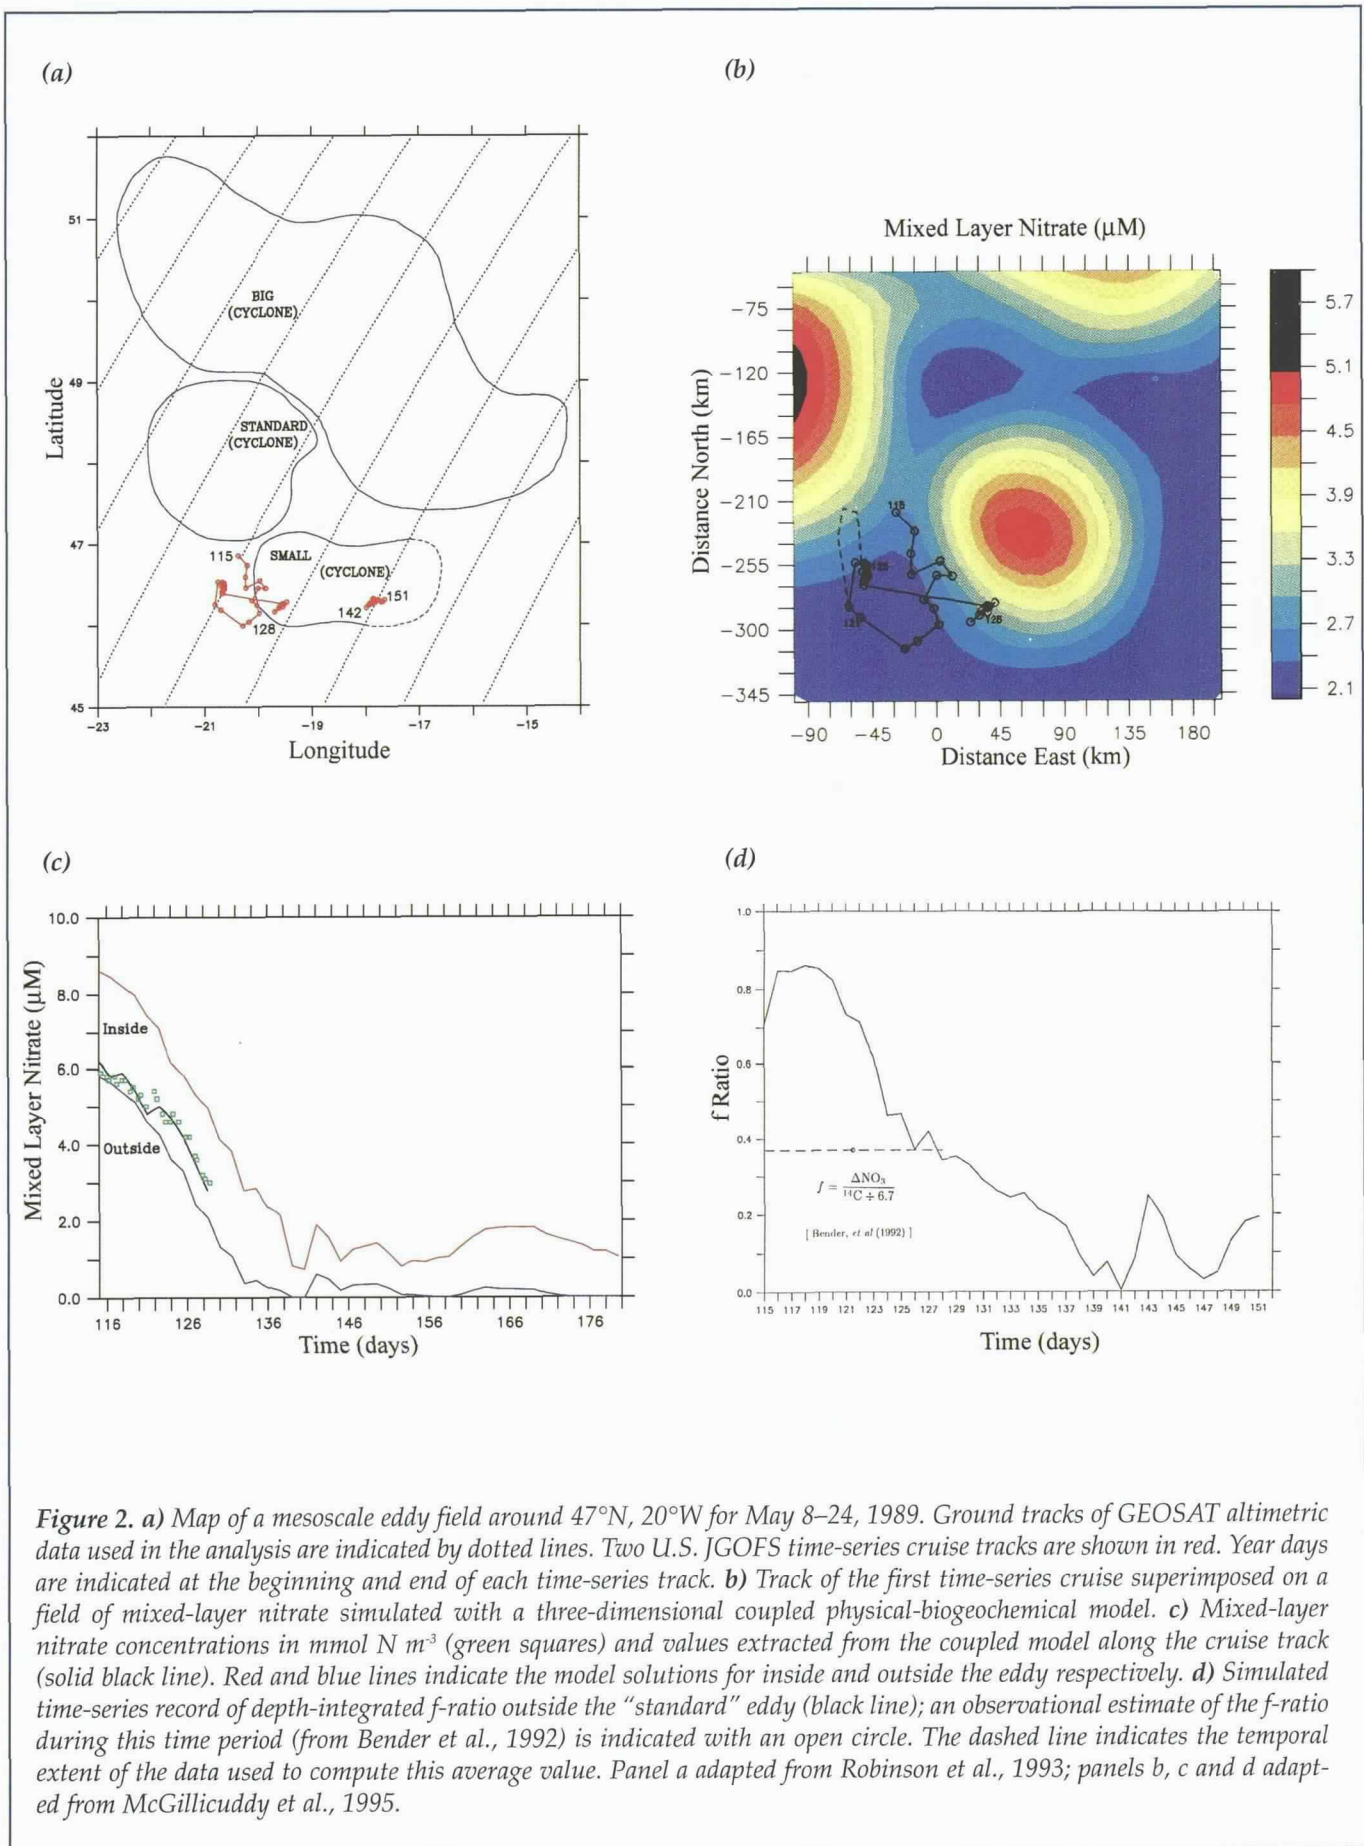 (a)
51
49
47
45
Latitude
BIG
(CYCLONE)
STANDARD
(CYCLONE)
SMALL
(CYCLONE)
115
128
142
151
-23
-21
-19
-17
-15
Longitude
(b)
Mixed Layer Nitrate (μM)
-75
-120
-165
-210
-255
-300
-345
Distance North (km)
-90
-45
0
45
90
135
180
Distance East (km)
5.7
5.1
4.5
3.9
3.3
2.7
2.1
(c)
10.0
8.0
6.0
4.0
2.0
0.0
Mixed Layer Nitrate (μM)
Inside
Outside
116
126
136
146
156
166
176
Time (days)
(d)
1.0
0.8
0.6
0.4
0.2
0.0
f Ratio
f = ΔNO₃ / ¹⁴C ÷ 6.7
[ Bender, et al (1992) ]
115 117 119 121 123 125 127 129 131 133 135 137 139 141 143 145 147 149 151
Time (days)
Figure 2. a) Map of a mesoscale eddy field around 47°N, 20°W for May 8–24, 1989. Ground tracks of GEOSAT altimetric
data used in the analysis are indicated by dotted lines. Two U.S. JGOFS time-series cruise tracks are shown in red. Year days
are indicated at the beginning and end of each time-series track. b) Track of the first time-series cruise superimposed on a
field of mixed-layer nitrate simulated with a three-dimensional coupled physical-biogeochemical model. c) Mixed-layer
nitrate concentrations in mmol N m⁻³ (green squares) and values extracted from the coupled model along the cruise track
(solid black line). Red and blue lines indicate the model solutions for inside and outside the eddy respectively. d) Simulated
time-series record of depth-integrated f-ratio outside the "standard" eddy (black line); an observational estimate of the f-ratio
during this time period (from Bender et al., 1992) is indicated with an open circle. The dashed line indicates the temporal
extent of the data used to compute this average value. Panel a adapted from Robinson et al., 1993; panels b, c and d adapt-
ed from McGillicuddy et al., 1995.